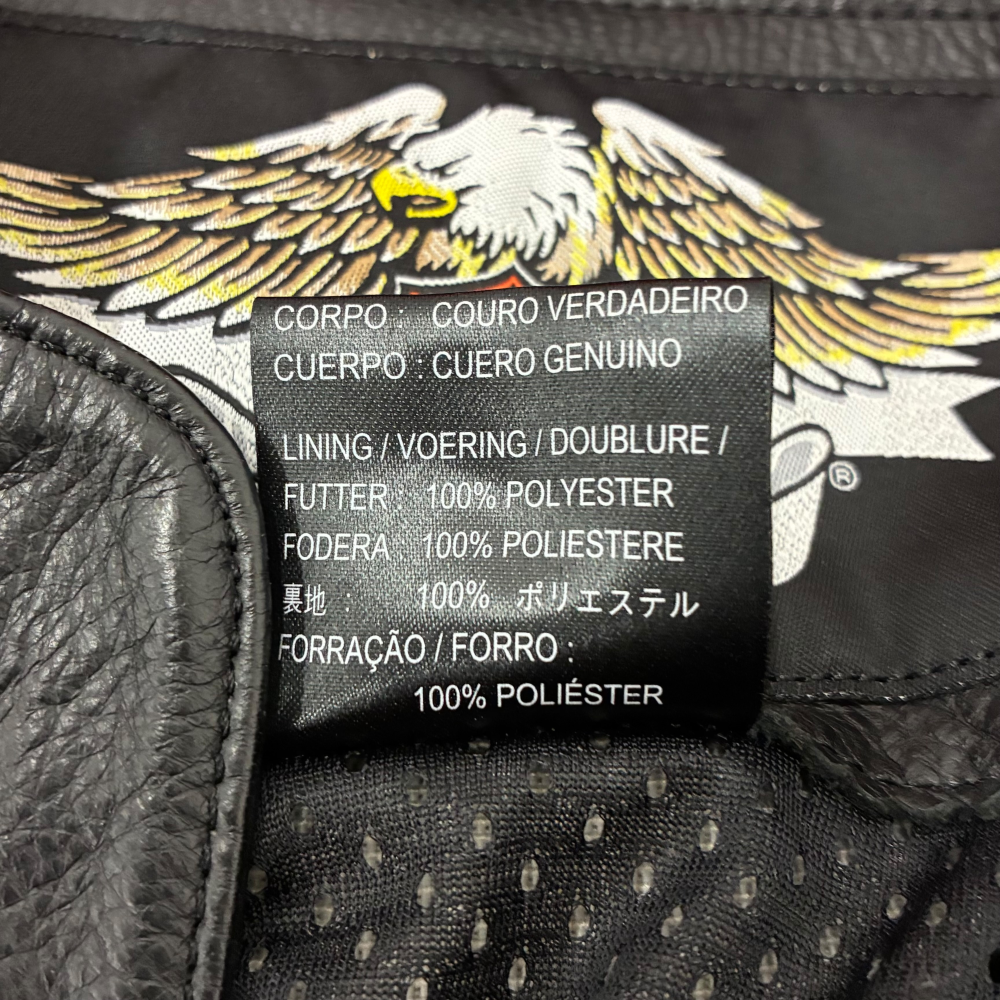 CORPO : COURO VERDADEIRO
CUERPO : CUERO GENUINO
LINING / VOERING / DOUBLURE /
FUTTER : 100% POLYESTER
FODERA 100% POLIESTERE
裏地 : 100% ポリエステル
FORRAÇÃO / FORRO :
100% POLIÉSTER
®